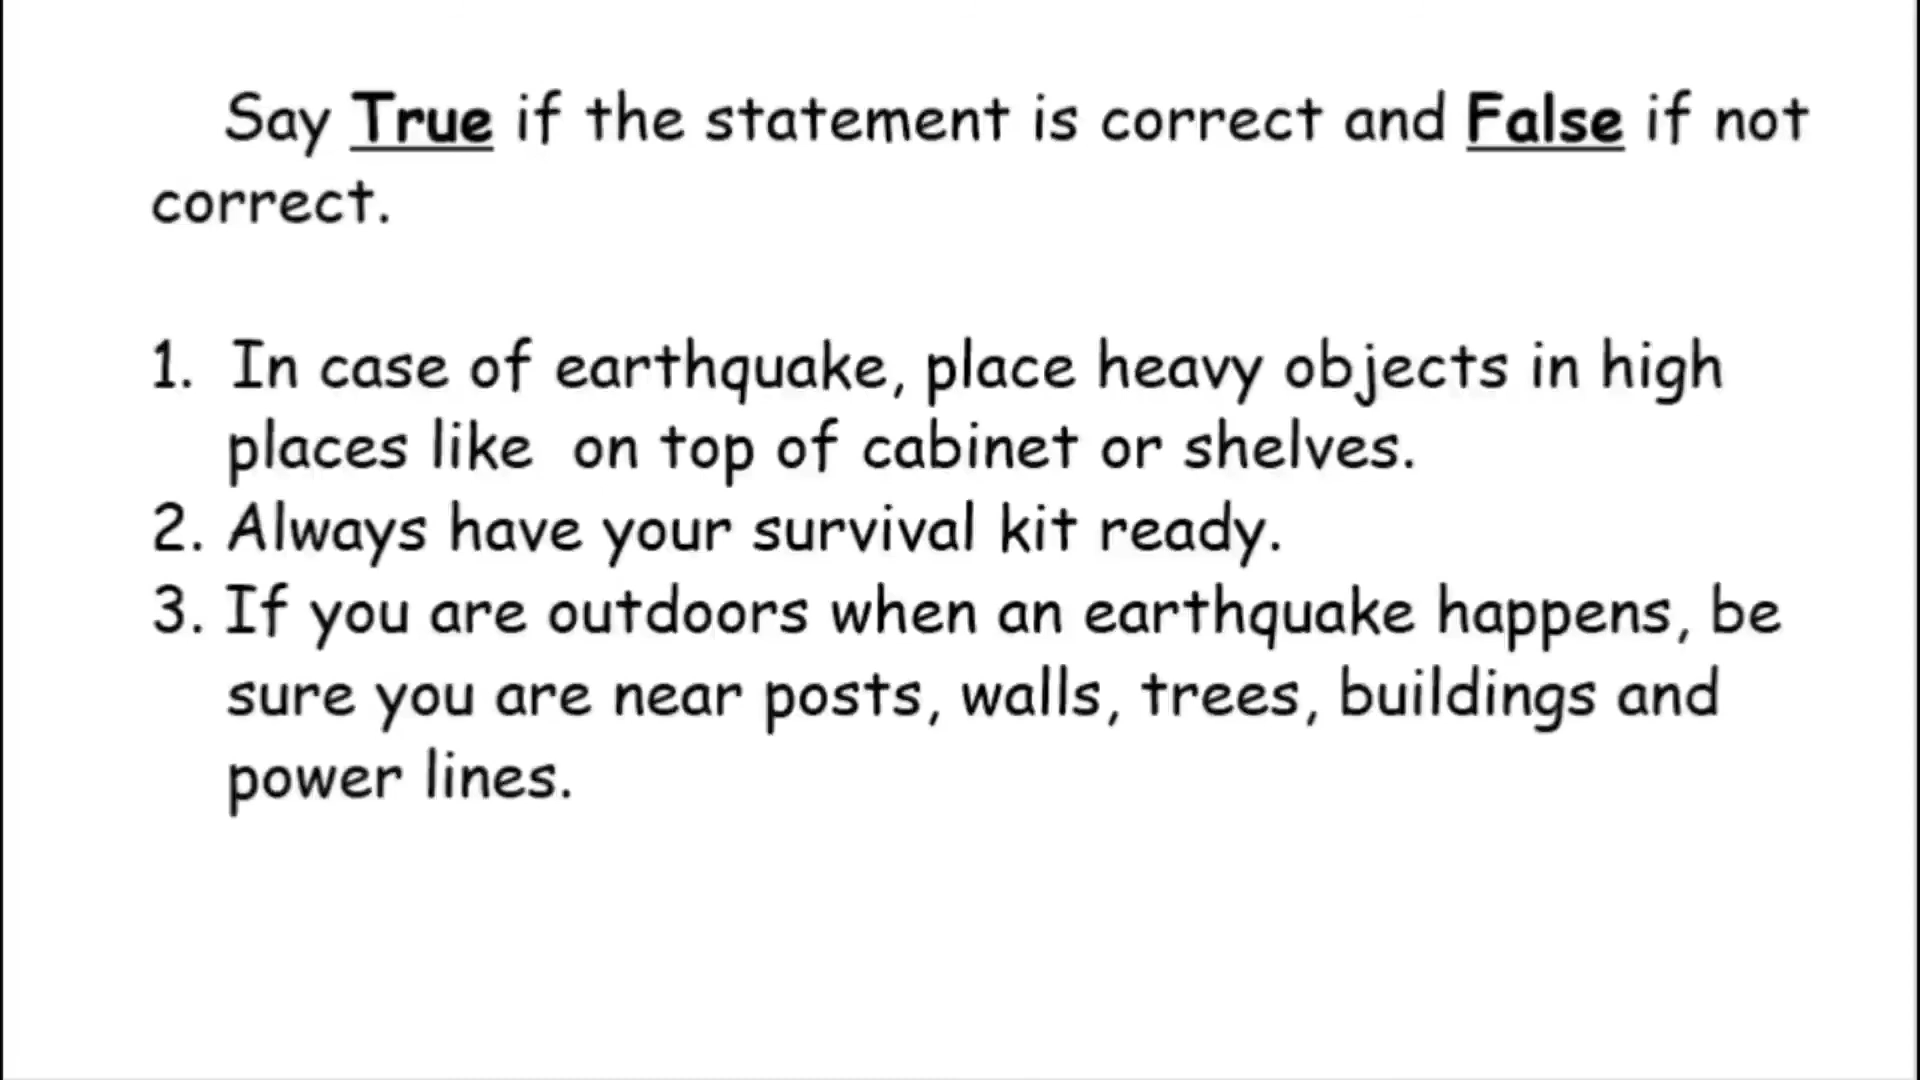 Say True if the statement is correct and False if not
correct.
1. In case of earthquake, place heavy objects in high
places like on top of cabinet or shelves.
2. Always have your survival kit ready.
3. If you are outdoors when an earthquake happens, be
sure you are near posts, walls, trees, buildings and
power lines.